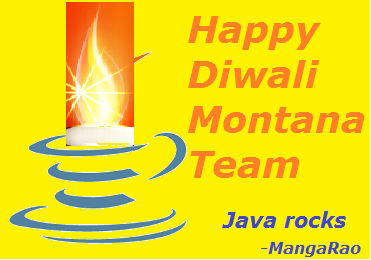 Happy
Diwali
Montana
Team
Java rocks
-MangaRao